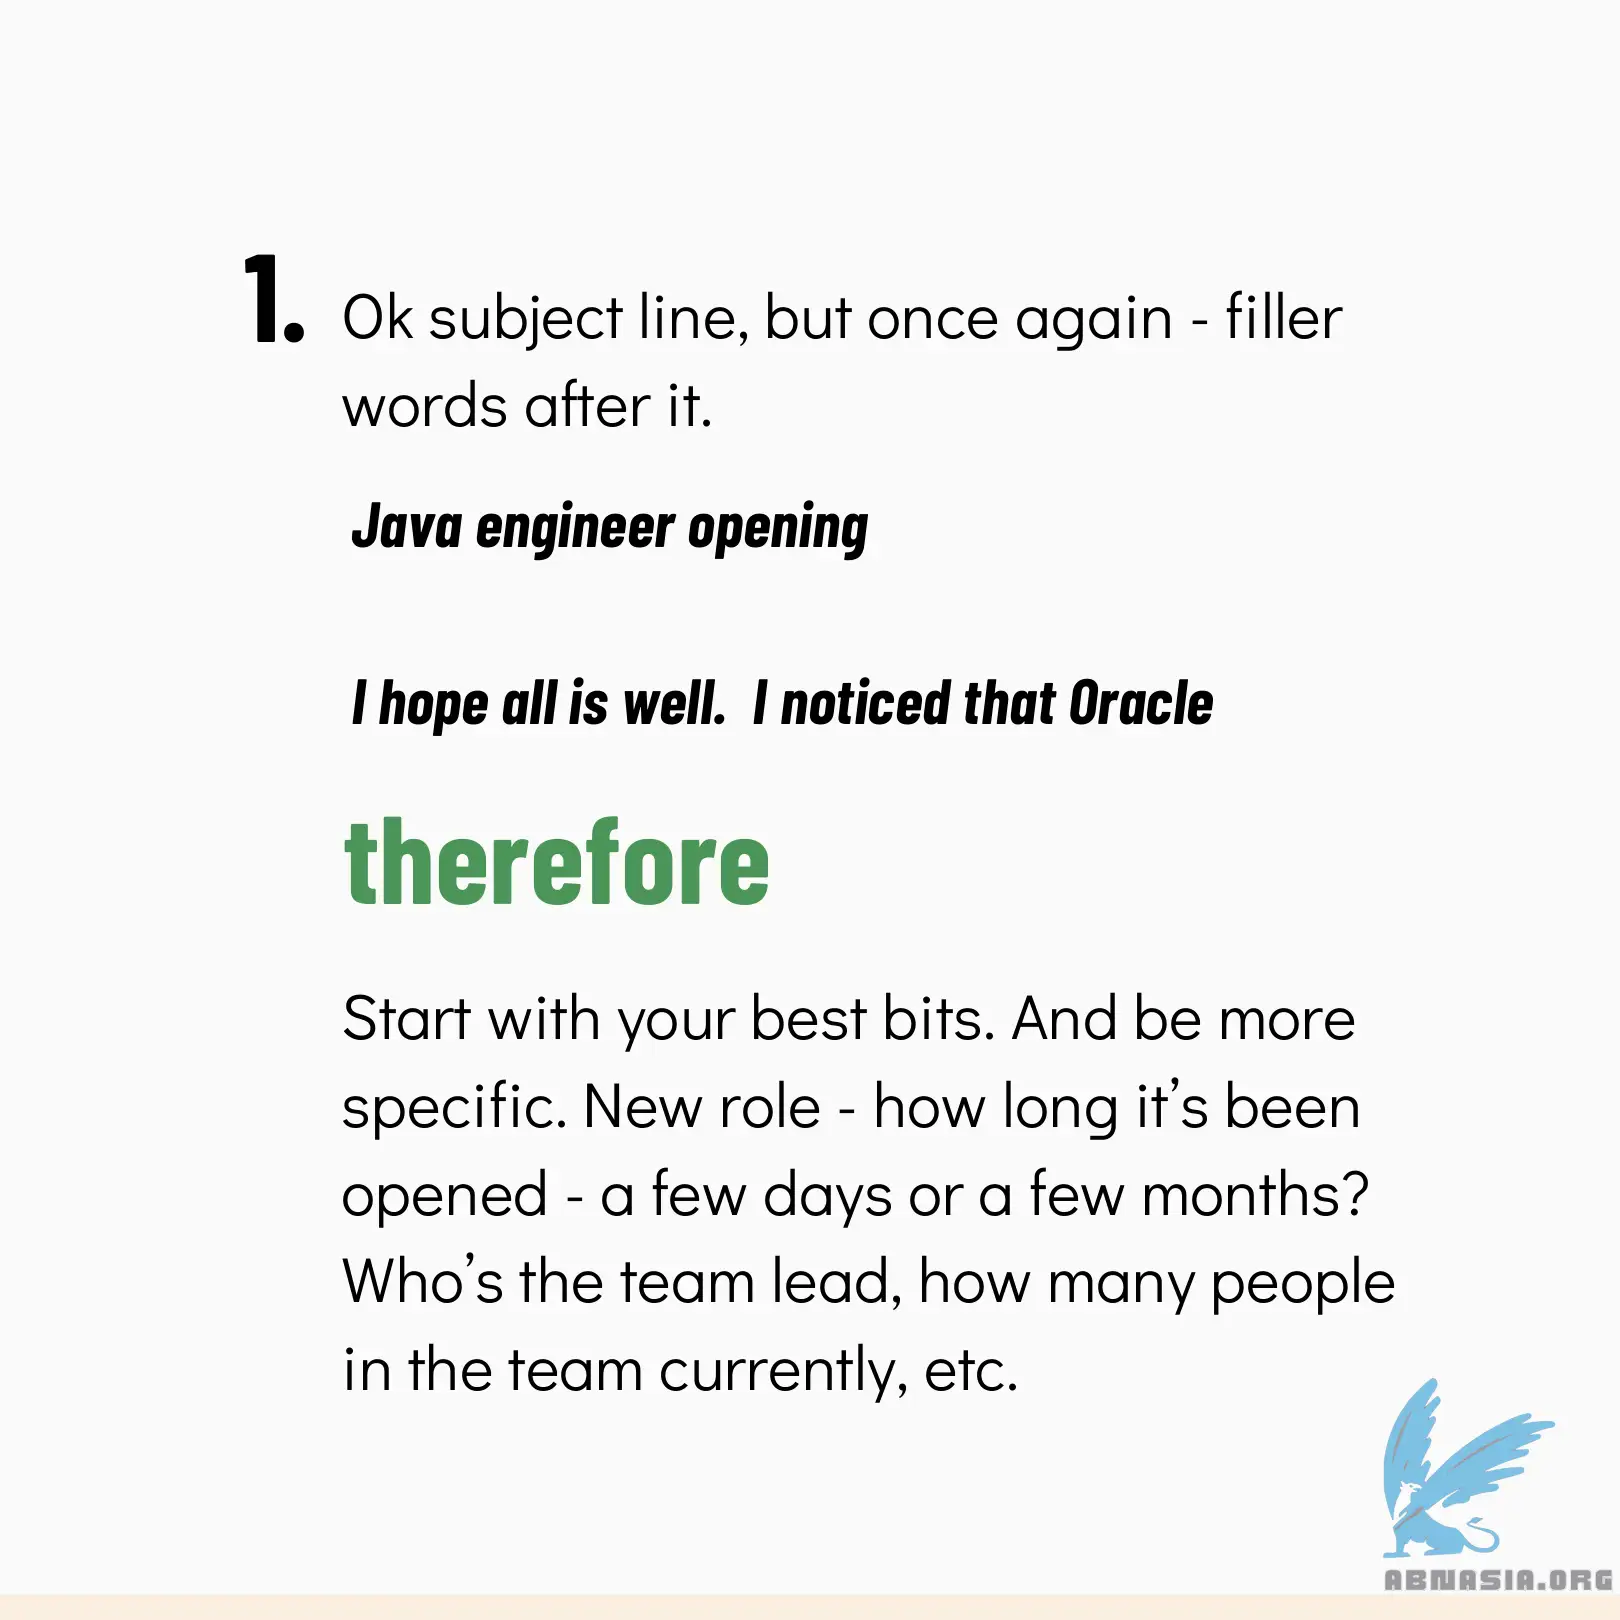 1.
Ok subject line, but once again - filler
words after it.
Java engineer opening
I hope all is well.  I noticed that Oracle
therefore
Start with your best bits. And be more
specific. New role - how long it’s been
opened - a few days or a few months?
Who’s the team lead, how many people
in the team currently, etc.
ABNASIA.ORG